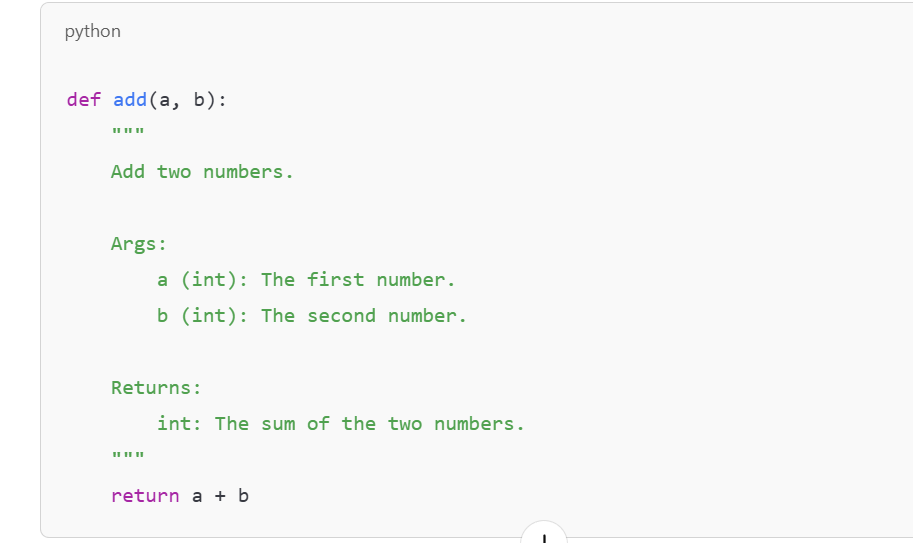 python
def add(a, b):
    """
    Add two numbers.
    Args:
        a (int): The first number.
        b (int): The second number.
    Returns:
        int: The sum of the two numbers.
    """
    return a + b